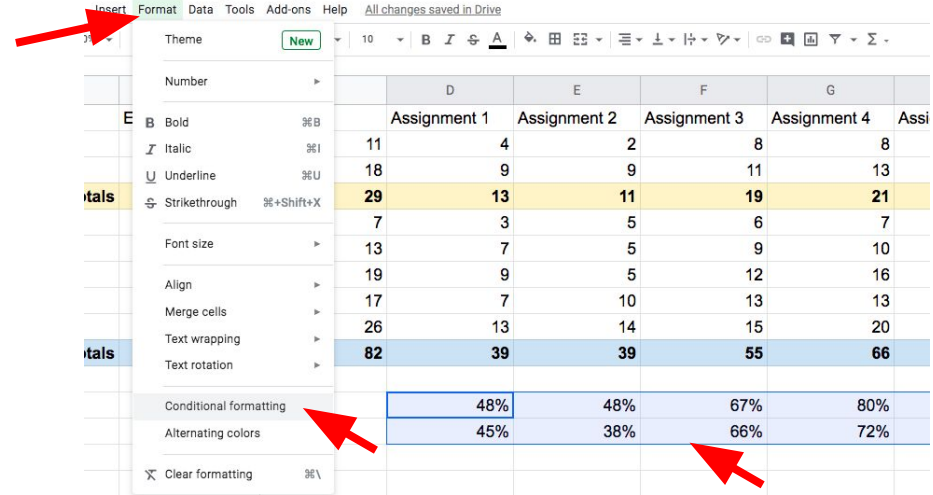 Insert Format Data Tools Add-ons Help All changes saved in Drive
Theme New 10 B I S A
Number
D E F G
Assignment 1 Assignment 2 Assignment 3 Assignment 4 Assi
B Bold ⌘B
I Italic ⌘I 11 4 2 8 8
U Underline ⌘U 18 9 9 11 13
S Strikethrough ⌘+Shift+X tals 29 13 11 19 21
7 3 5 6 7
Font size 13 7 5 9 10
Align 19 9 5 12 16
Merge cells 17 7 10 13 13
Text wrapping 26 13 14 15 20
tals 82 39 39 55 66
Text rotation
Conditional formatting 48% 48% 67% 80%
Alternating colors 45% 38% 66% 72%
Clear formatting ⌘\